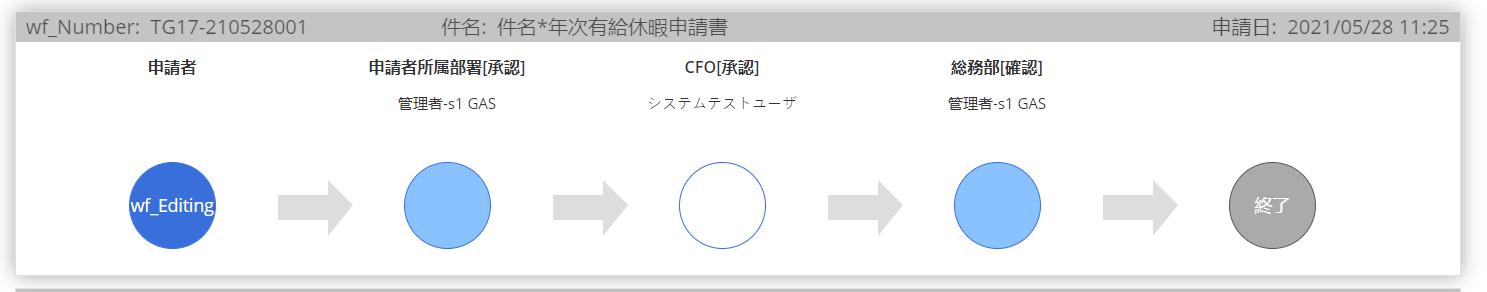 wf_Number: TG17-210528001 件名: 件名*年次有給休暇申請書 申請日: 2021/05/28 11:25
申請者 申請者所属部署[承認] CFO[承認] 総務部[確認]
管理者-s1 GAS システムテストユーザ 管理者-s1 GAS
wf_Editing 終了